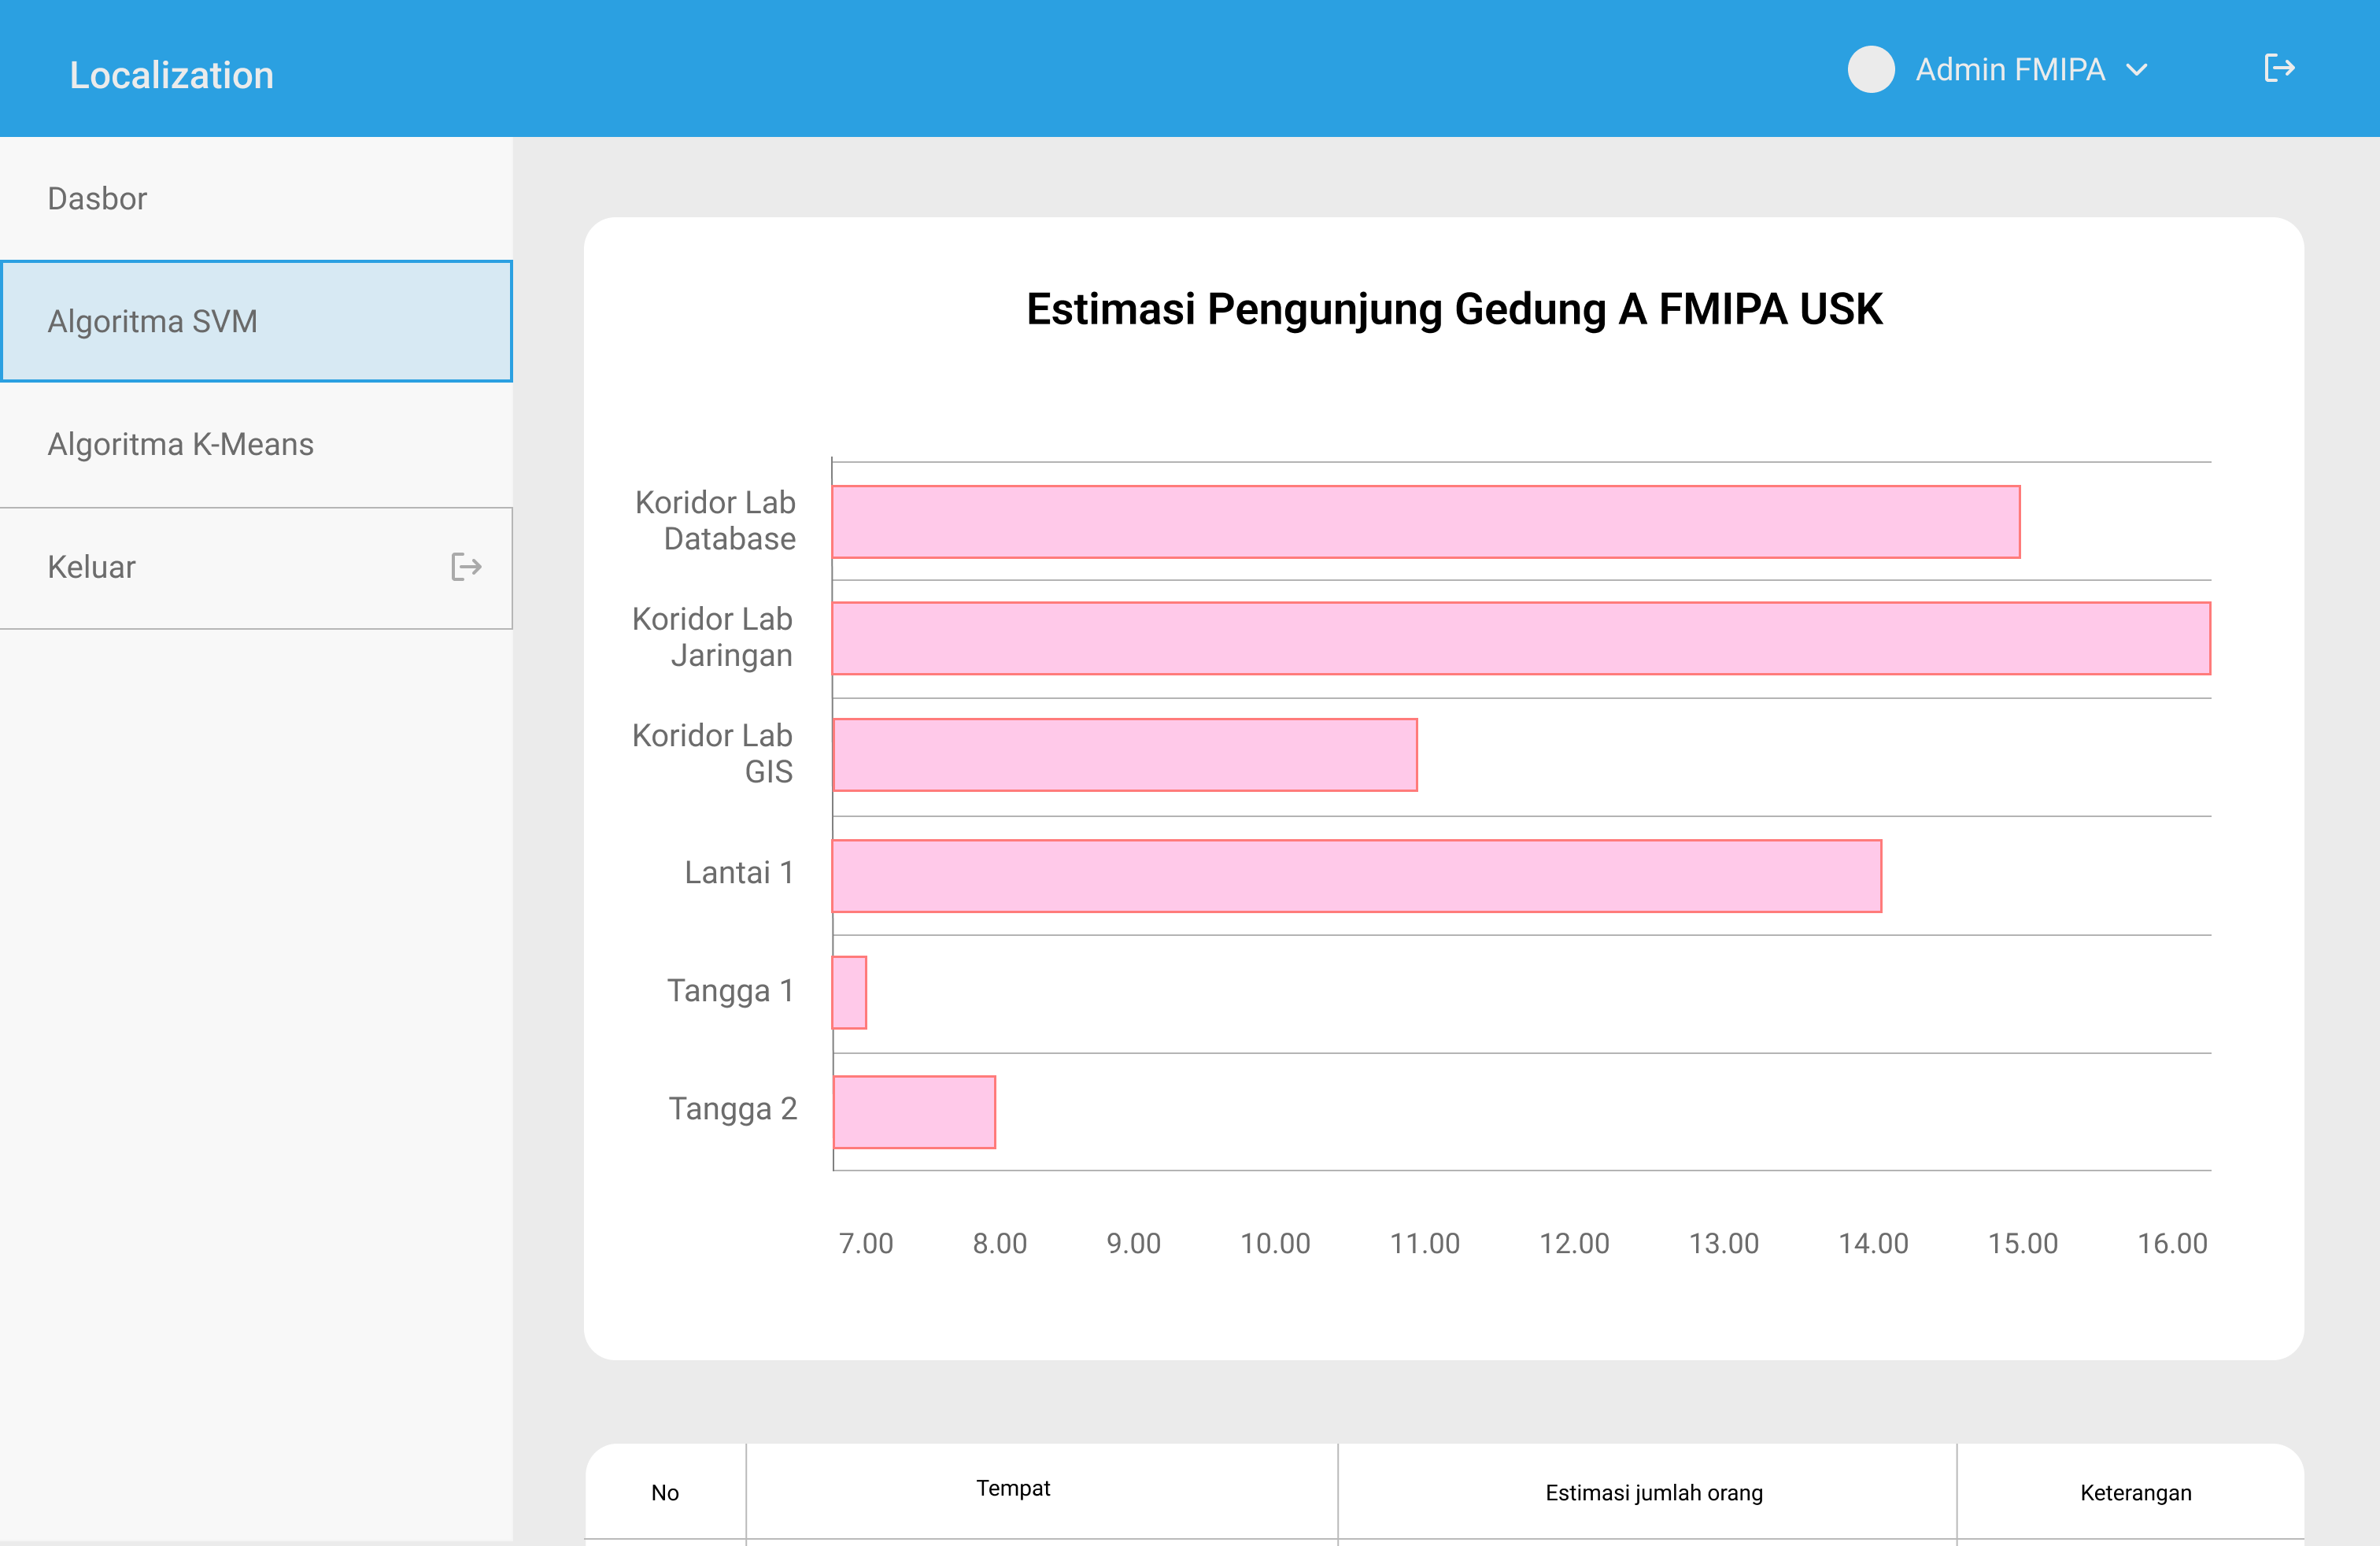 Localization
Admin FMIPA
Dasbor
Algoritma SVM
Algoritma K-Means
Keluar
Estimasi Pengunjung Gedung A FMIPA USK
Koridor Lab
Database
Koridor Lab
Jaringan
Koridor Lab
GIS
Lantai 1
Tangga 1
Tangga 2
7.00 8.00 9.00 10.00 11.00 12.00 13.00 14.00 15.00 16.00
No Tempat Estimasi jumlah orang Keterangan